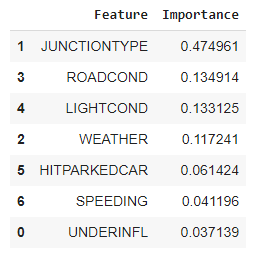 Feature Importance
1 JUNCTIONTYPE 0.474961
3 ROADCOND 0.134914
4 LIGHTCOND 0.133125
2 WEATHER 0.117241
5 HITPARKEDCAR 0.061424
6 SPEEDING 0.041196
0 UNDERINFL 0.037139